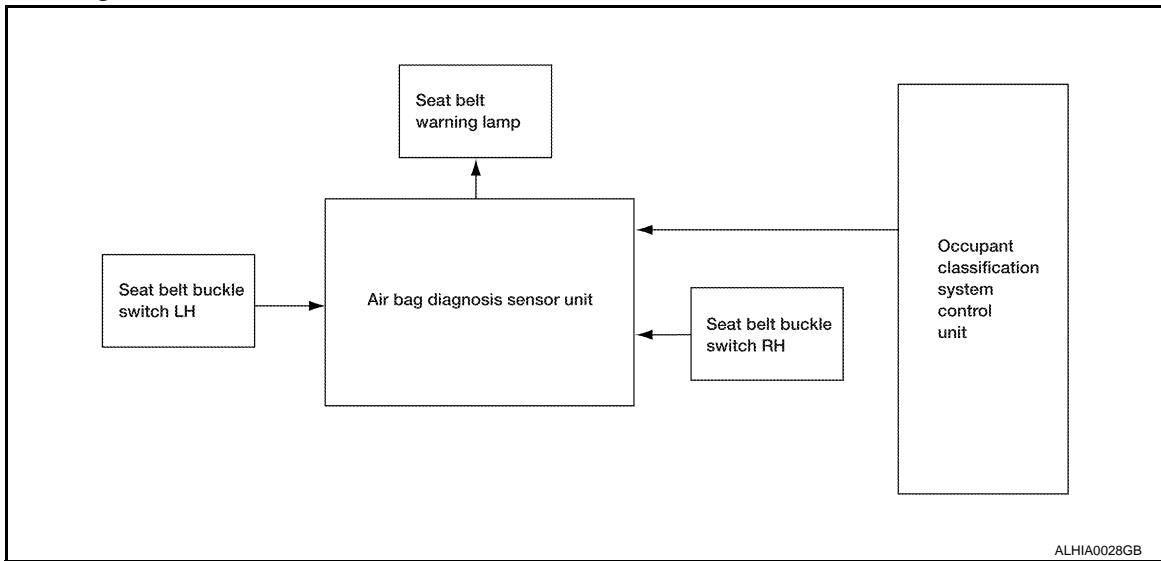 Seat belt
warning lamp
Seat belt buckle
switch LH
Air bag diagnosis sensor unit
Seat belt buckle
switch RH
Occupant
classification
system
control
unit
ALHIA0028GB